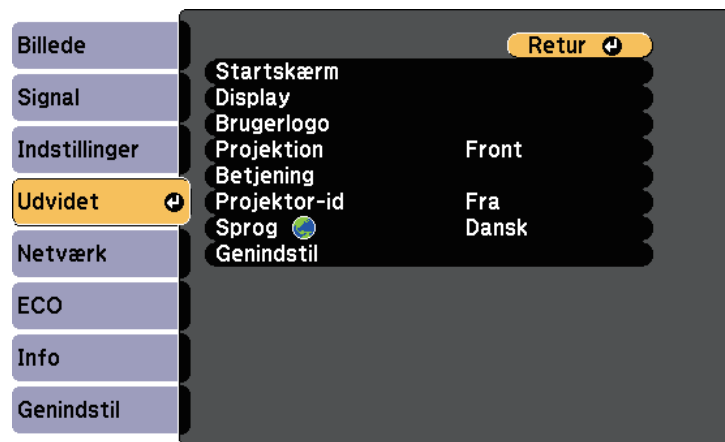 Billede
Signal
Indstillinger
Udvidet
Netværk
ECO
Info
Genindstil
Retur
Startskærm
Display
Brugerlogo
Projektion Front
Betjening
Projektor-id Fra
Sprog Dansk
Genindstil